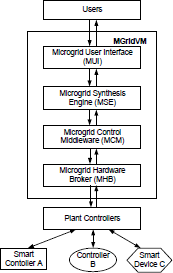 Users
MGridVM
Microgrid User Interface
(MUI)
Microgrid Synthesis
Engine (MSE)
Microgrid Control
Middleware (MCM)
Microgrid Hardware
Broker (MHB)
Plant Controllers
Smart
Contoller A
Controller
B
Smart
Device C